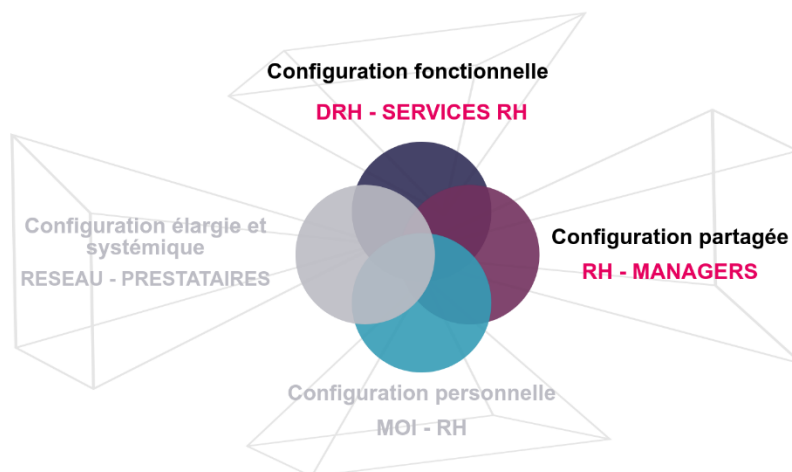 Configuration fonctionnelle
DRH - SERVICES RH
Configuration élargie et
systémique
RESEAU - PRESTATAIRES
Configuration partagée
RH - MANAGERS
Configuration personnelle
MOI - RH